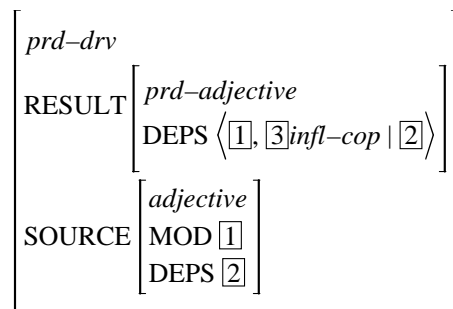 prd–drv
RESULT
prd–adjective
DEPS ⟨1, 3infl–cop | 2⟩
SOURCE
adjective
MOD 1
DEPS 2